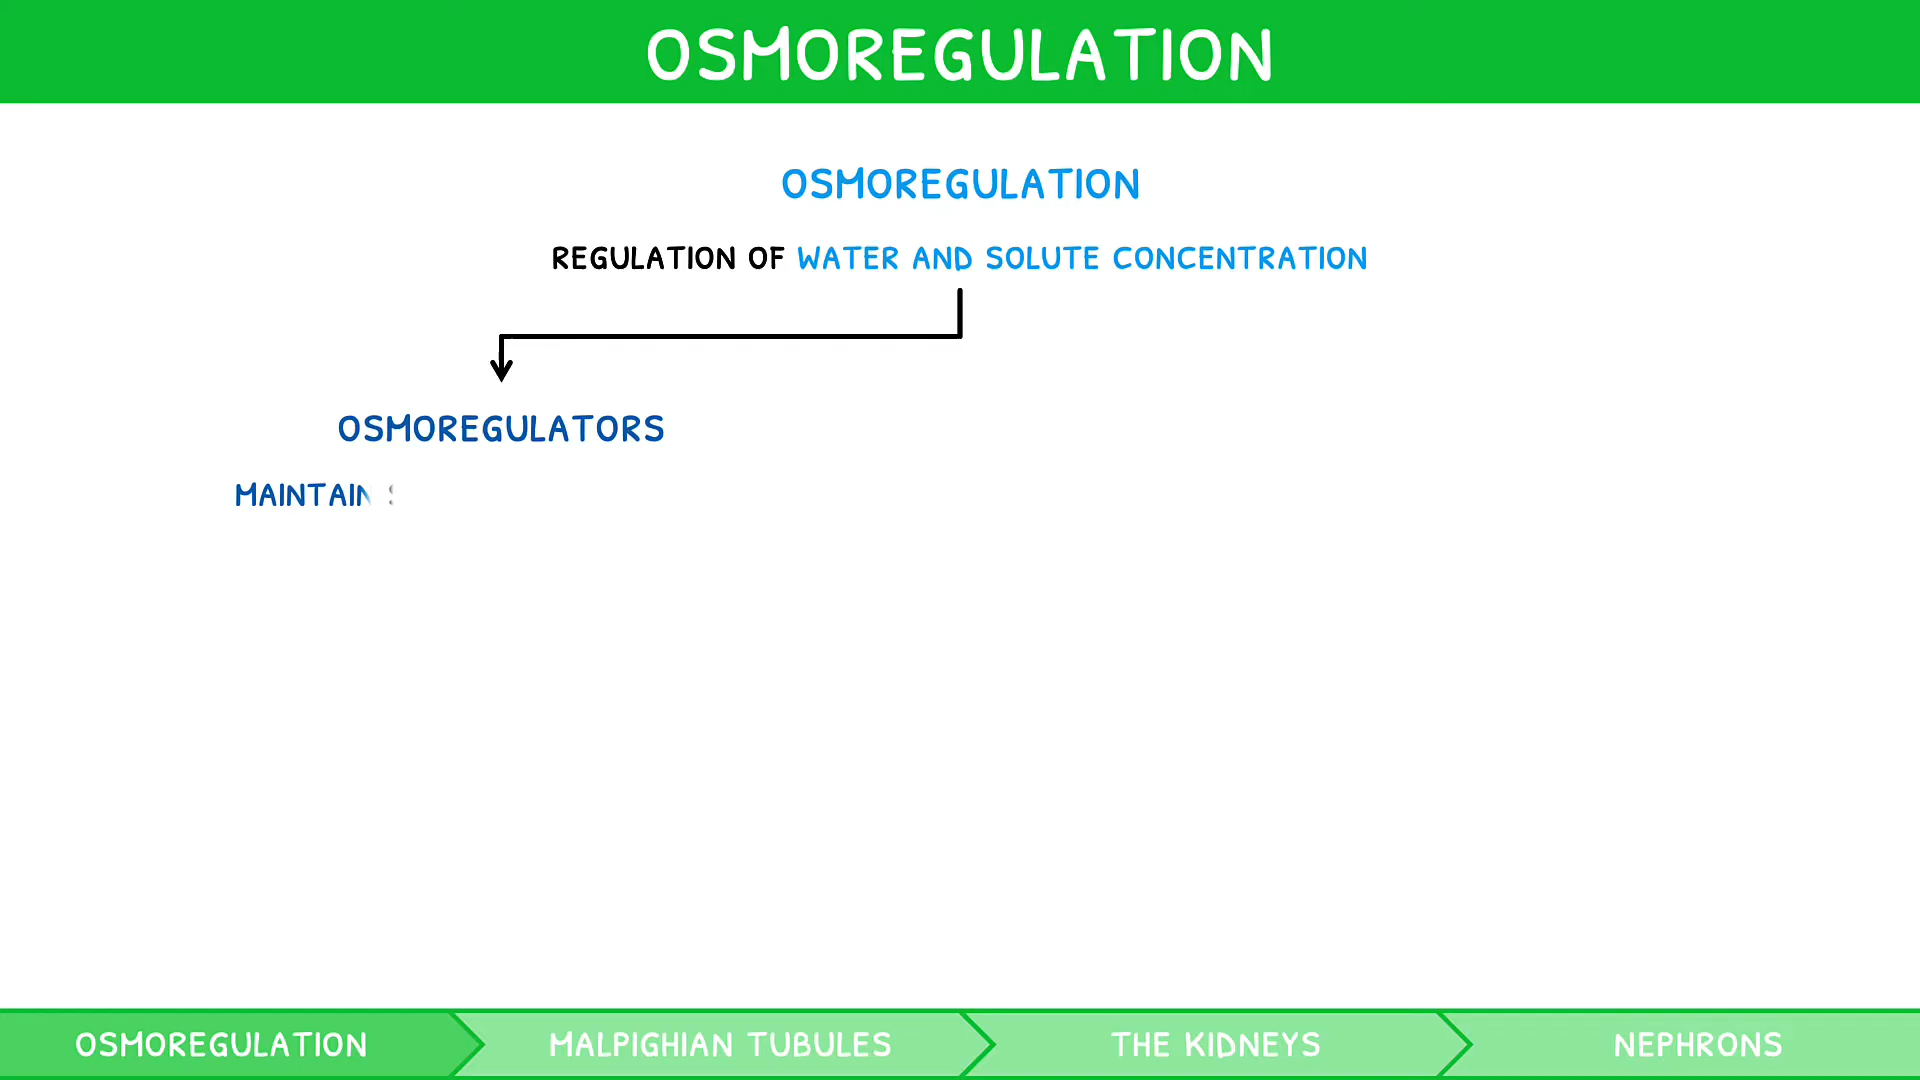 OSMOREGULATION
OSMOREGULATION
REGULATION OF WATER AND SOLUTE CONCENTRATION
OSMOREGULATORS
MAINTAIN
OSMOREGULATION
MALPIGHIAN TUBULES
THE KIDNEYS
NEPHRONS